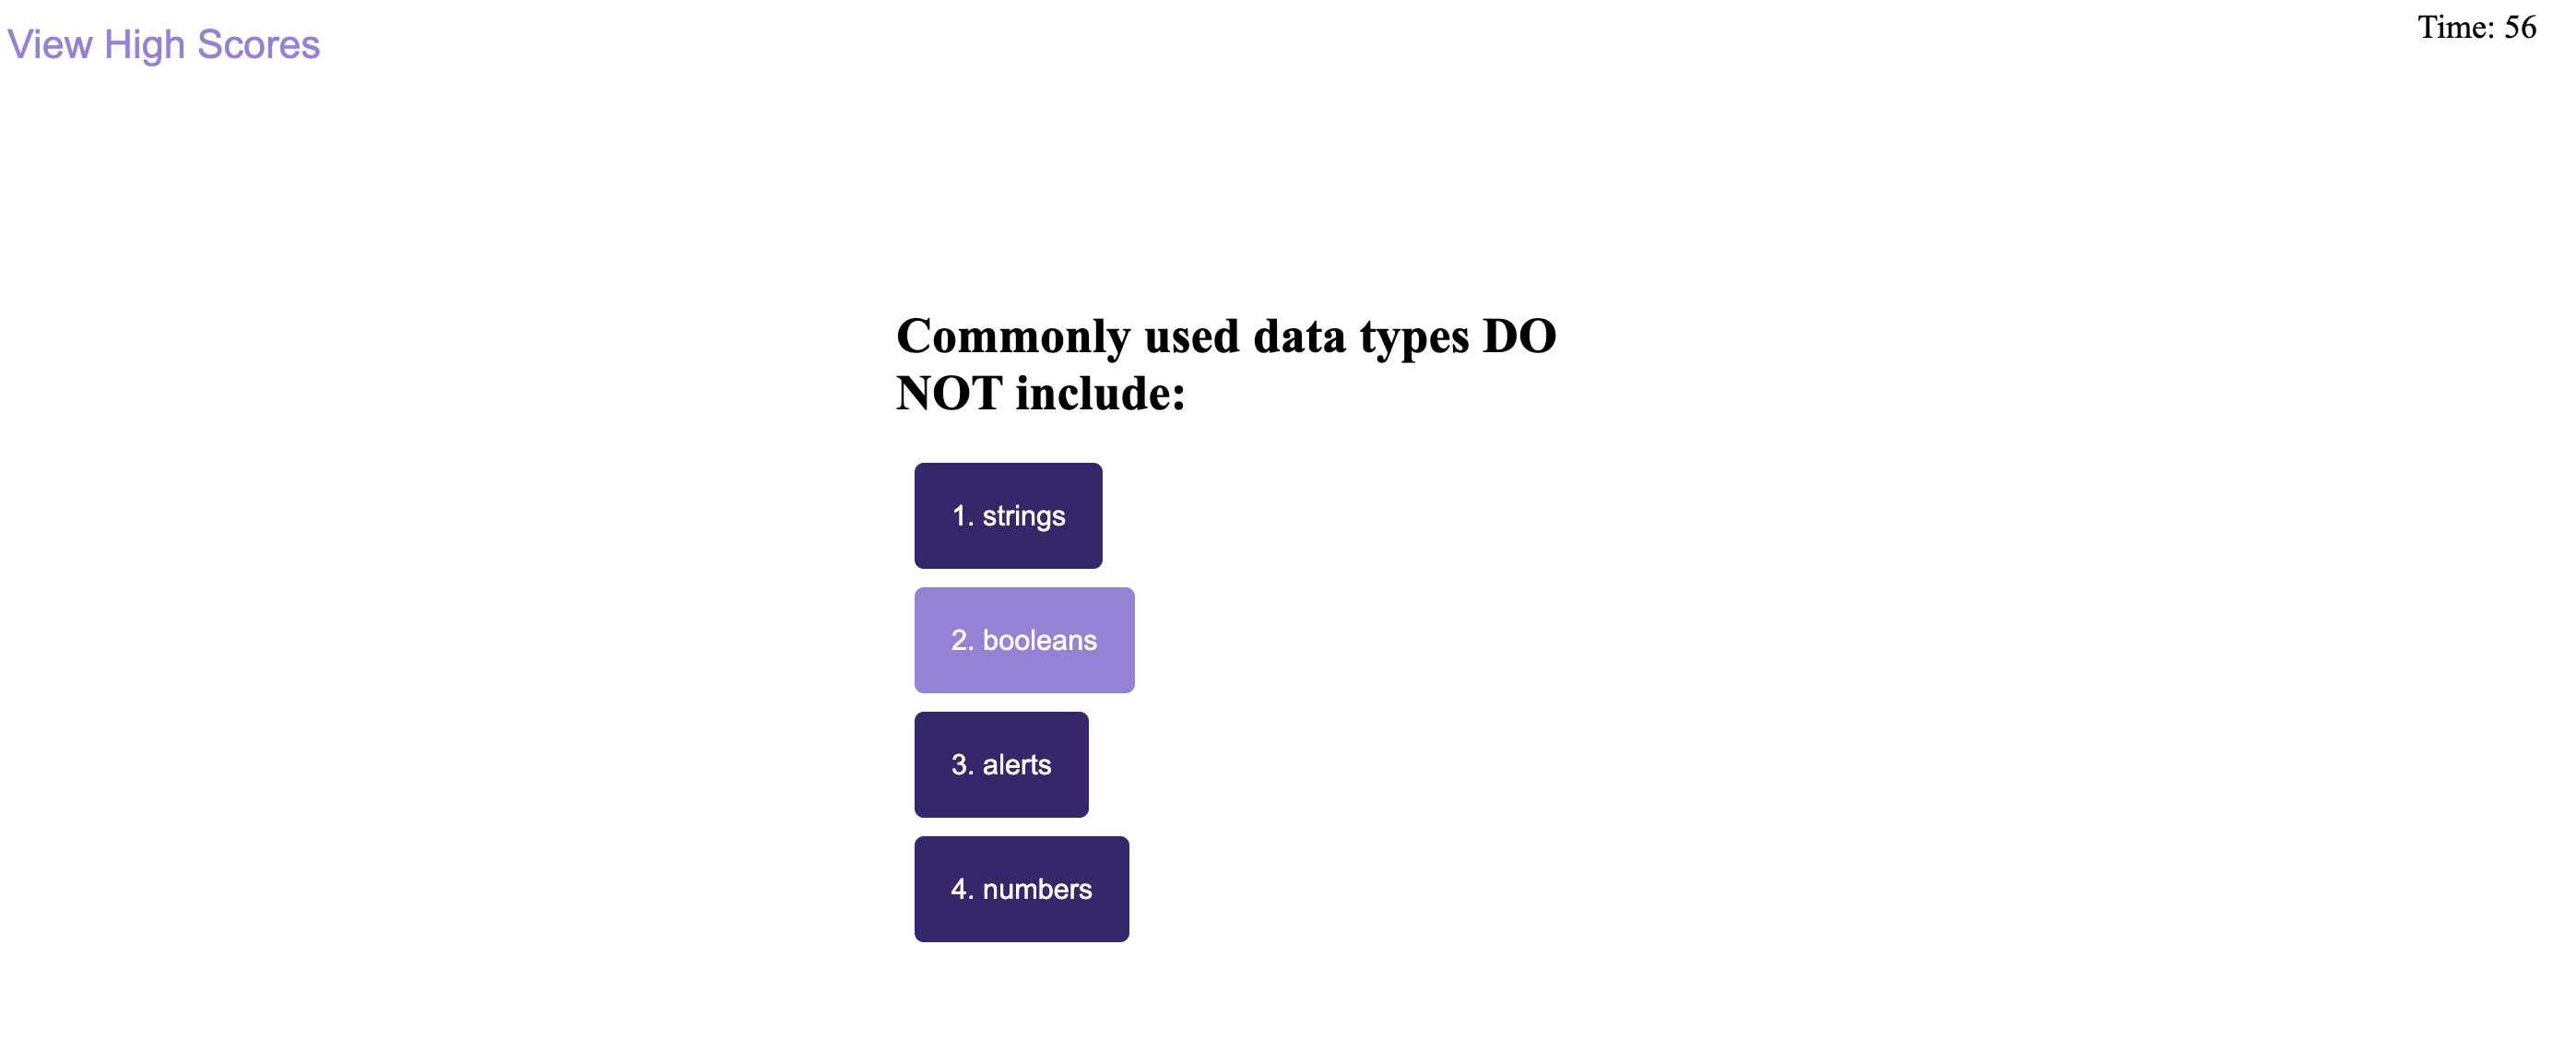 View High Scores
Time: 56
Commonly used data types DO
NOT include:
1. strings
2. booleans
3. alerts
4. numbers